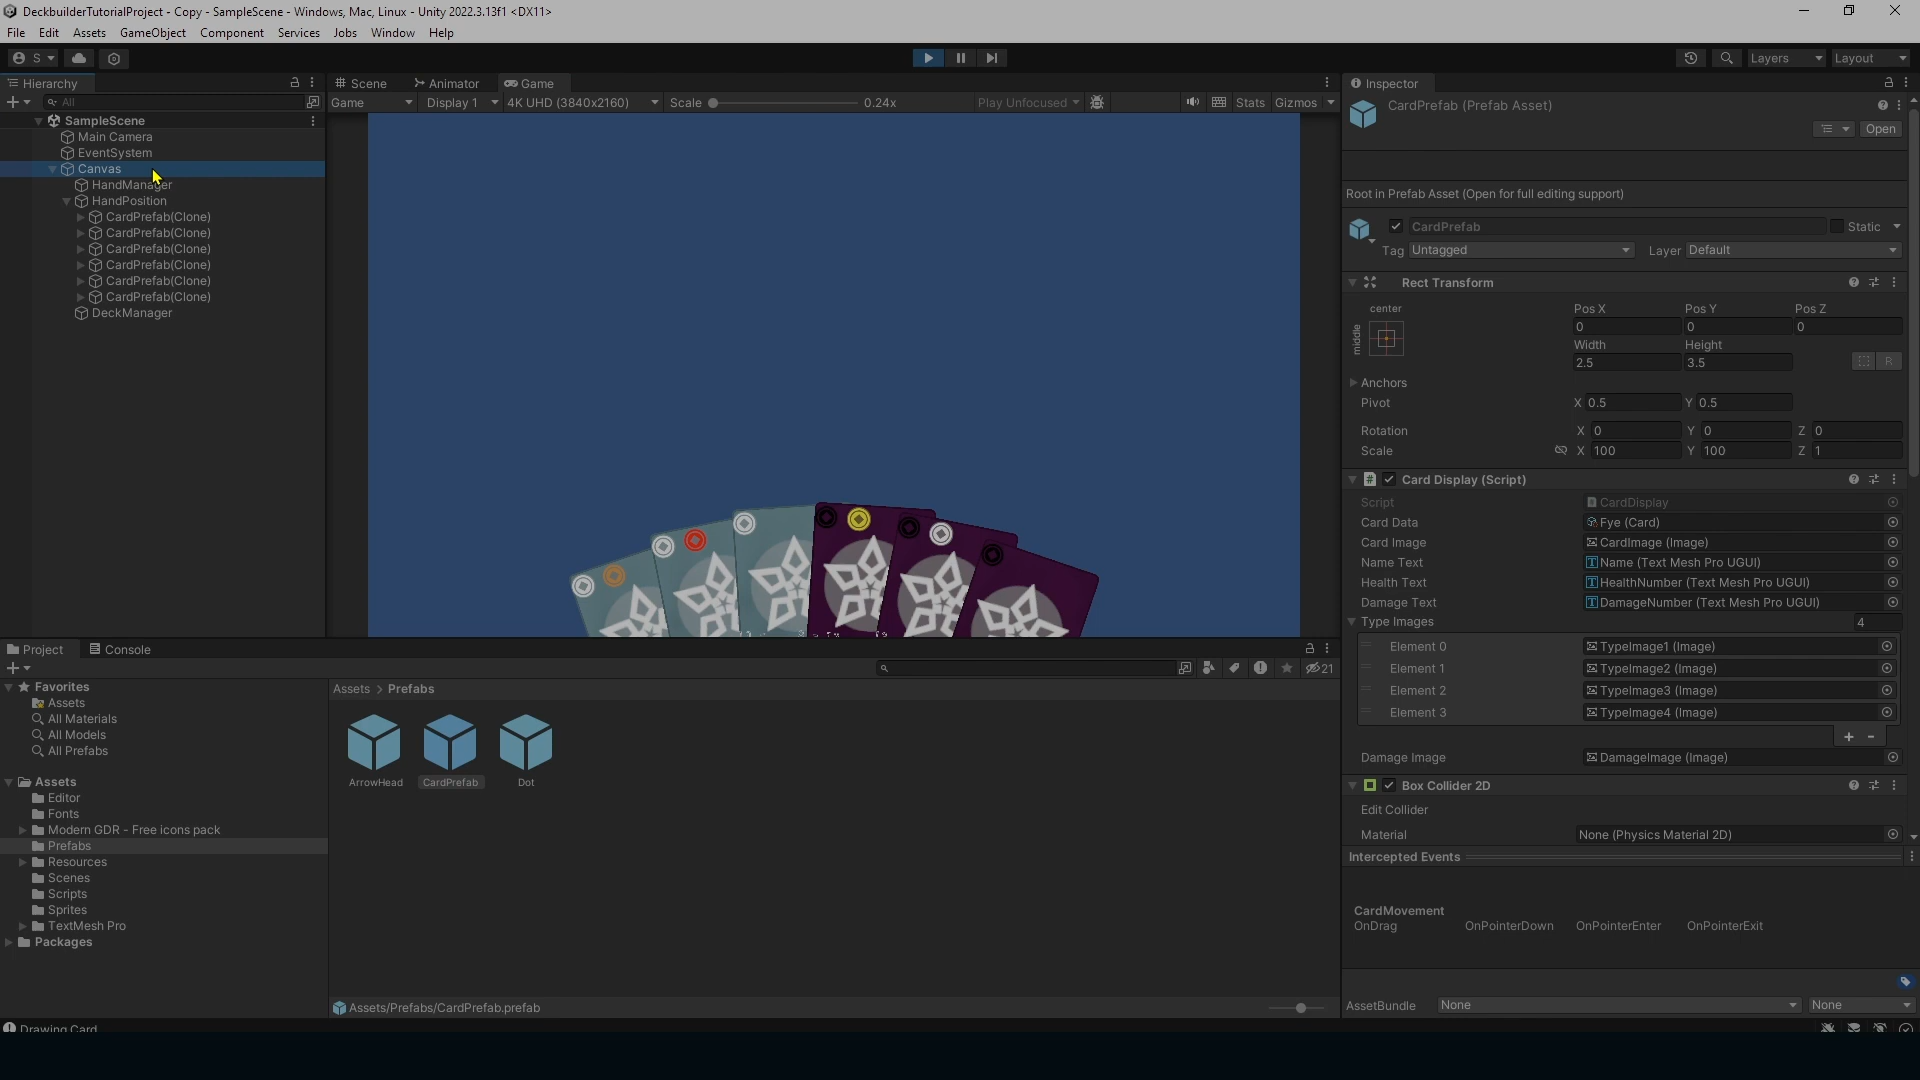 DeckbuilderTutorialProject - Copy - SampleScene - Windows, Mac, Linux - Unity 2022.3.13f1 <DX11>
File Edit Assets GameObject Component Services Jobs Window Help
S Layers Layout
Hierarchy
All
SampleScene
Main Camera
EventSystem
Canvas
HandManager
HandPosition
CardPrefab(Clone)
CardPrefab(Clone)
CardPrefab(Clone)
CardPrefab(Clone)
CardPrefab(Clone)
CardPrefab(Clone)
DeckManager
Scene Animator Game
Game Display 1 4K UHD (3840x2160) Scale 0.24x Play Unfocused Stats Gizmos
Inspector
CardPrefab (Prefab Asset)
Open
Root in Prefab Asset (Open for full editing support)
CardPrefab Static
Tag Untagged Layer Default
Rect Transform
center
middle
Pos X Pos Y Pos Z
0 0 0
Width Height
2.5 3.5
R
Anchors
Pivot X 0.5 Y 0.5
Rotation X 0 Y 0 Z 0
Scale X 100 Y 100 Z 1
Card Display (Script)
Script CardDisplay
Card Data Fye (Card)
Card Image CardImage (Image)
Name Text Name (Text Mesh Pro UGUI)
Health Text HealthNumber (Text Mesh Pro UGUI)
Damage Text DamageNumber (Text Mesh Pro UGUI)
Type Images 4
Element 0 TypeImage1 (Image)
Element 1 TypeImage2 (Image)
Element 2 TypeImage3 (Image)
Element 3 TypeImage4 (Image)
Damage Image DamageImage (Image)
Box Collider 2D
Edit Collider
Material None (Physics Material 2D)
Intercepted Events
CardMovement
OnDrag OnPointerDown OnPointerEnter OnPointerExit
AssetBundle None None
Project Console
21
Favorites
Assets
All Materials
All Models
All Prefabs
Assets
Editor
Fonts
Modern GDR - Free icons pack
Prefabs
Resources
Scenes
Scripts
Sprites
TextMesh Pro
Packages
Assets > Prefabs
ArrowHead CardPrefab Dot
Assets/Prefabs/CardPrefab.prefab
Drawing Card